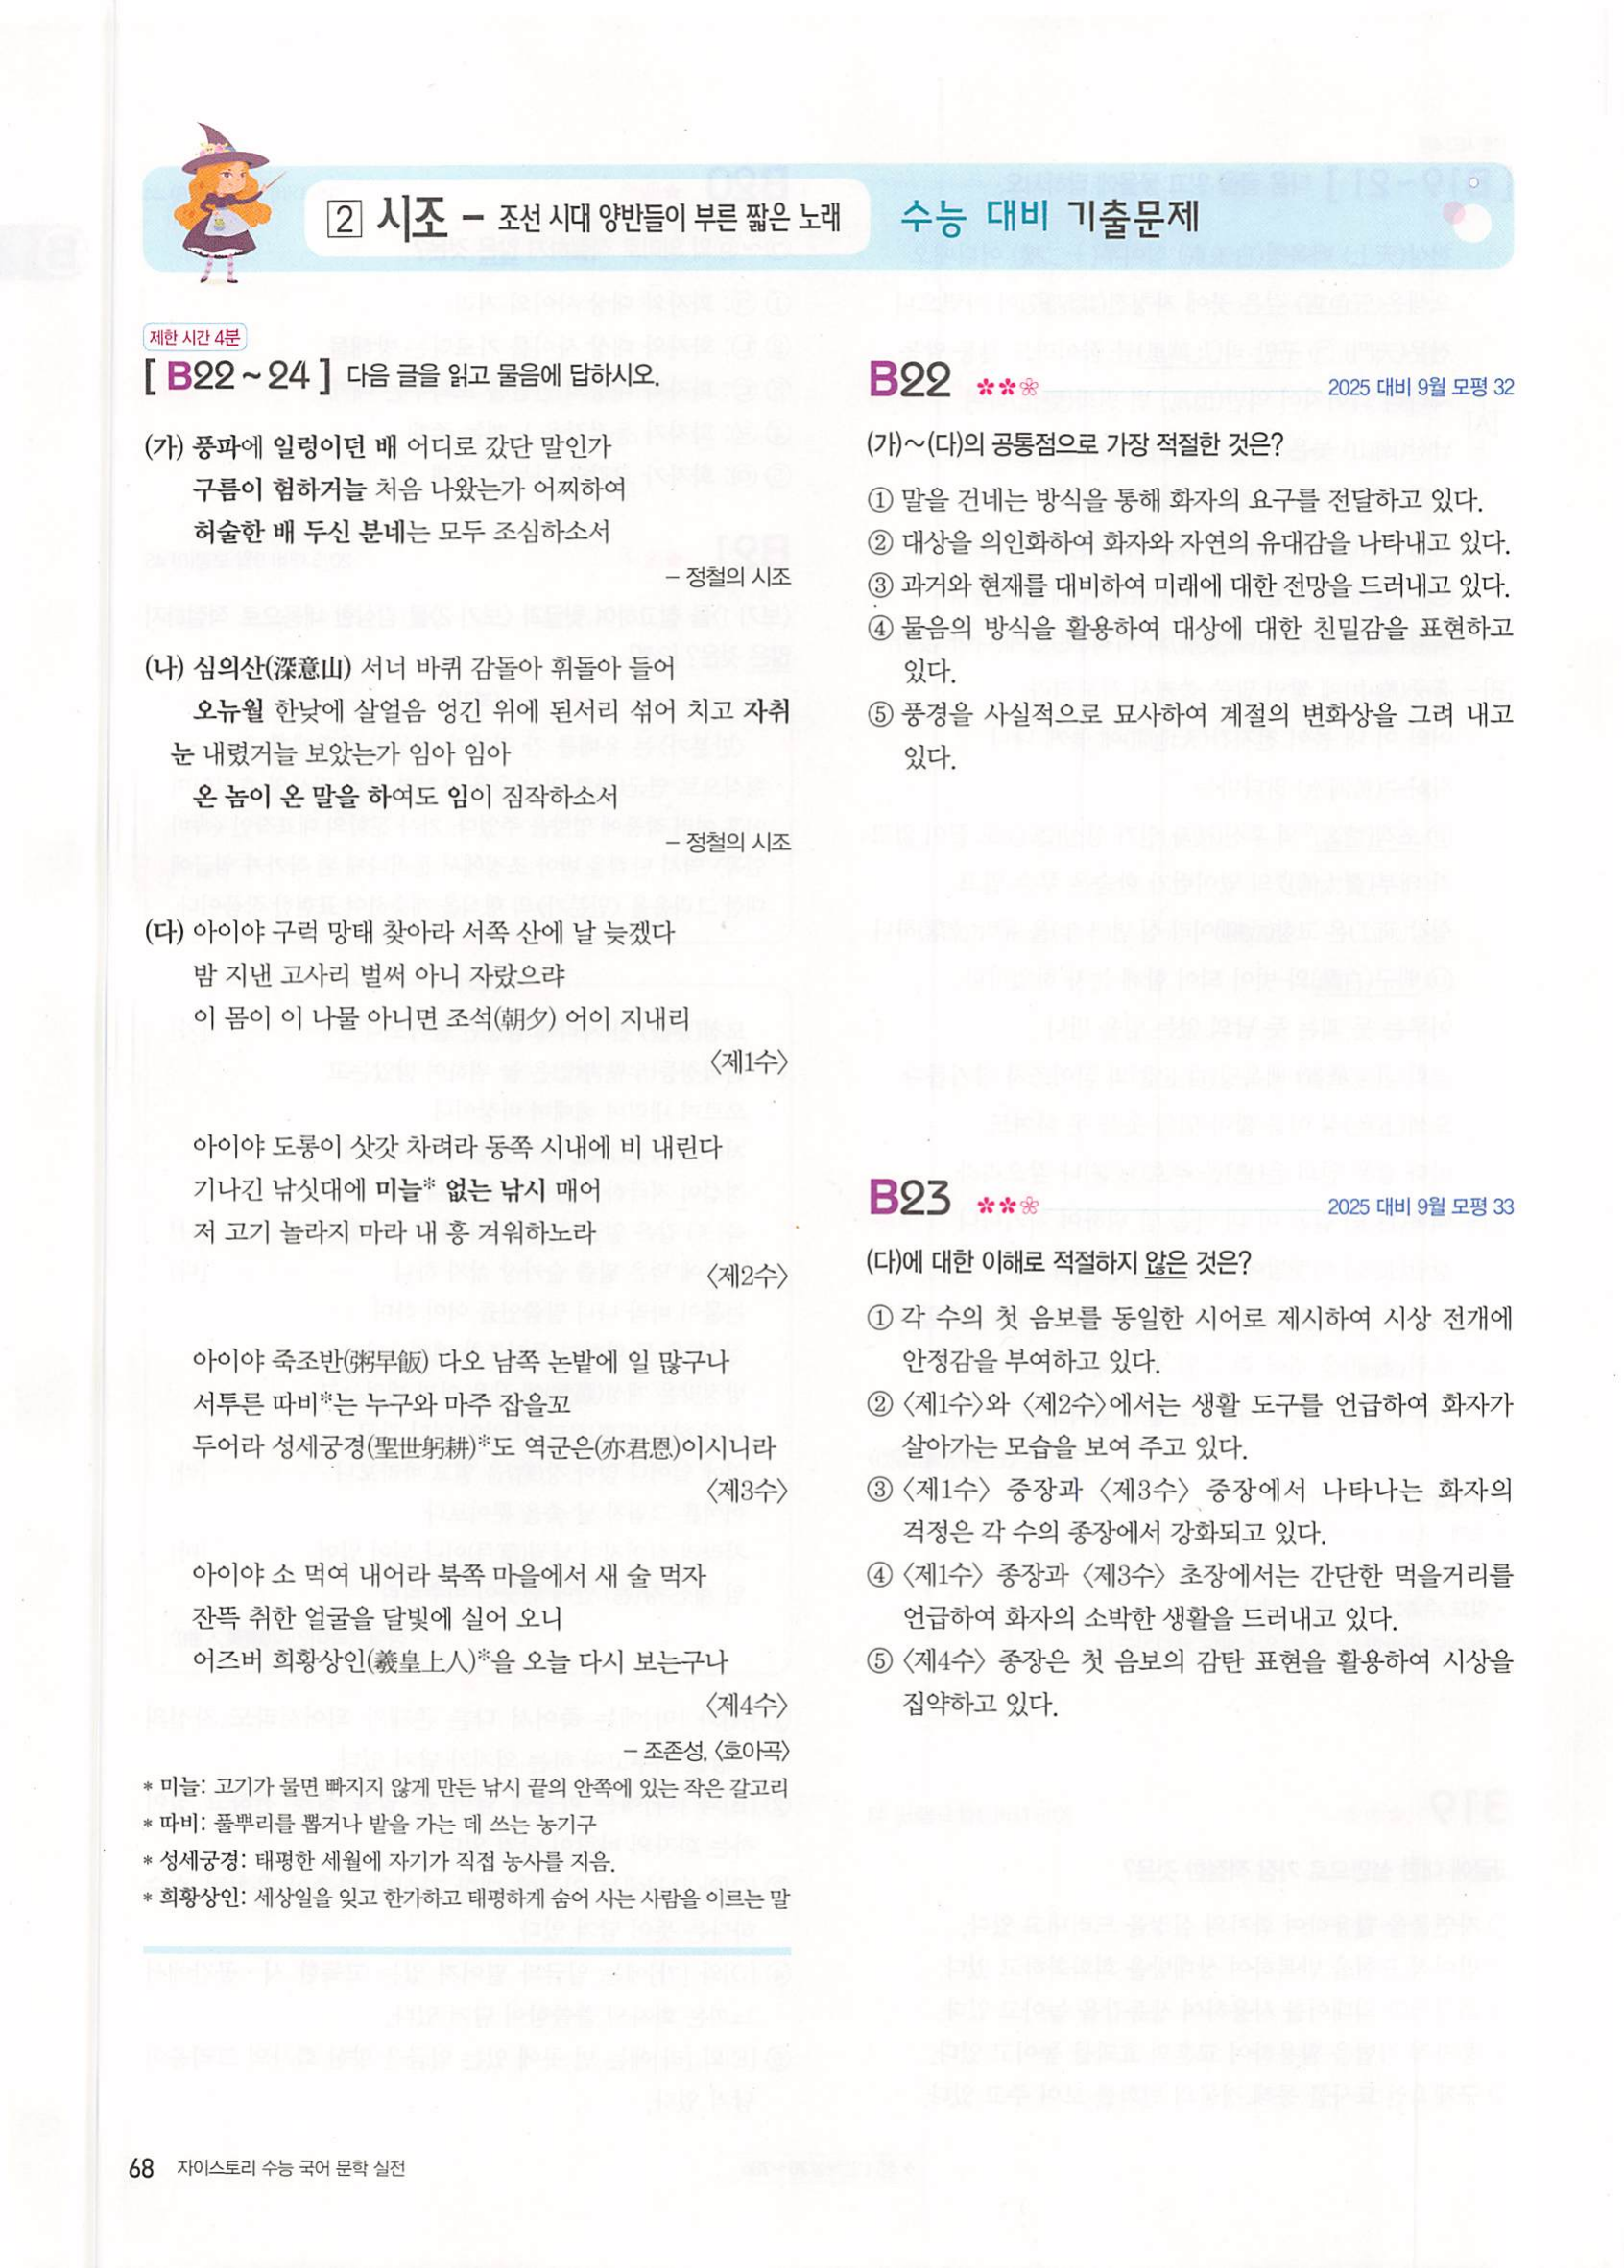 2 시조 – 조선 시대 양반들이 부른 짧은 노래 수능 대비 기출문제
제한 시간 4분
[ B22 ~ 24 ] 다음 글을 읽고 물음에 답하시오.
(가) 풍파에 일렁이던 배 어디로 갔단 말인가
구름이 험하거늘 처음 나왔는가 어찌하여
허술한 배 두신 분네는 모두 조심하소서
– 정철의 시조
(나) 심의산(深意山) 서너 바퀴 감돌아 휘돌아 들어
오뉴월 한낮에 살얼음 엉긴 위에 된서리 섞어 치고 자취
눈 내렸거늘 보았는가 임아 임아
온 놈이 온 말을 하여도 임이 짐작하소서
– 정철의 시조
(다) 아이야 구럭 망태 찾아라 서쪽 산에 날 늦겠다
밤 지낸 고사리 벌써 아니 자랐으랴
이 몸이 이 나물 아니면 조석(朝夕) 어이 지내리
〈제1수〉
아이야 도롱이 삿갓 차려라 동쪽 시내에 비 내린다
기나긴 낚싯대에 미늘* 없는 낚시 매어
저 고기 놀라지 마라 내 흥 겨워하노라
〈제2수〉
아이야 죽조반(粥早飯) 다오 남쪽 논밭에 일 많구나
서투른 따비*는 누구와 마주 잡을꼬
두어라 성세궁경(聖世躬耕)*도 역군은(亦君恩)이시니라
〈제3수〉
아이야 소 먹여 내어라 북쪽 마을에서 새 술 먹자
잔뜩 취한 얼굴을 달빛에 실어 오니
어즈버 희황상인(羲皇上人)*을 오늘 다시 보는구나
〈제4수〉
– 조존성, 〈호아곡〉
* 미늘: 고기가 물면 빠지지 않게 만든 낚시 끝의 안쪽에 있는 작은 갈고리
* 따비: 풀뿌리를 뽑거나 밭을 가는 데 쓰는 농기구
* 성세궁경: 태평한 세월에 자기가 직접 농사를 지음.
* 희황상인: 세상일을 잊고 한가하고 태평하게 숨어 사는 사람을 이르는 말
B22 2025 대비 9월 모평 32
(가)～(다)의 공통점으로 가장 적절한 것은?
① 말을 건네는 방식을 통해 화자의 요구를 전달하고 있다.
② 대상을 의인화하여 화자와 자연의 유대감을 나타내고 있다.
③ 과거와 현재를 대비하여 미래에 대한 전망을 드러내고 있다.
④ 물음의 방식을 활용하여 대상에 대한 친밀감을 표현하고
있다.
⑤ 풍경을 사실적으로 묘사하여 계절의 변화상을 그려 내고
있다.
B23 2025 대비 9월 모평 33
(다)에 대한 이해로 적절하지 않은 것은?
① 각 수의 첫 음보를 동일한 시어로 제시하여 시상 전개에
안정감을 부여하고 있다.
② 〈제1수〉와 〈제2수〉에서는 생활 도구를 언급하여 화자가
살아가는 모습을 보여 주고 있다.
③ 〈제1수〉 중장과 〈제3수〉 중장에서 나타나는 화자의
걱정은 각 수의 종장에서 강화되고 있다.
④ 〈제1수〉 종장과 〈제3수〉 초장에서는 간단한 먹을거리를
언급하여 화자의 소박한 생활을 드러내고 있다.
⑤ 〈제4수〉 종장은 첫 음보의 감탄 표현을 활용하여 시상을
집약하고 있다.
68 자이스토리 수능 국어 문학 실전